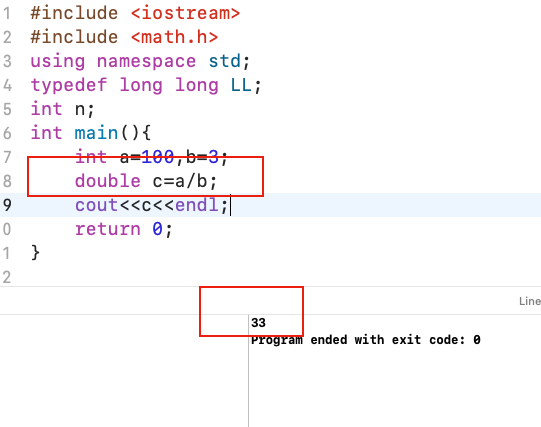 1 #include <iostream>
2 #include <math.h>
3 using namespace std;
4 typedef long long LL;
5 int n;
6 int main(){
7     int a=100,b=3;
8     double c=a/b;
9     cout<<c<<endl;
0     return 0;
1 }
2
Line
33
Program ended with exit code: 0